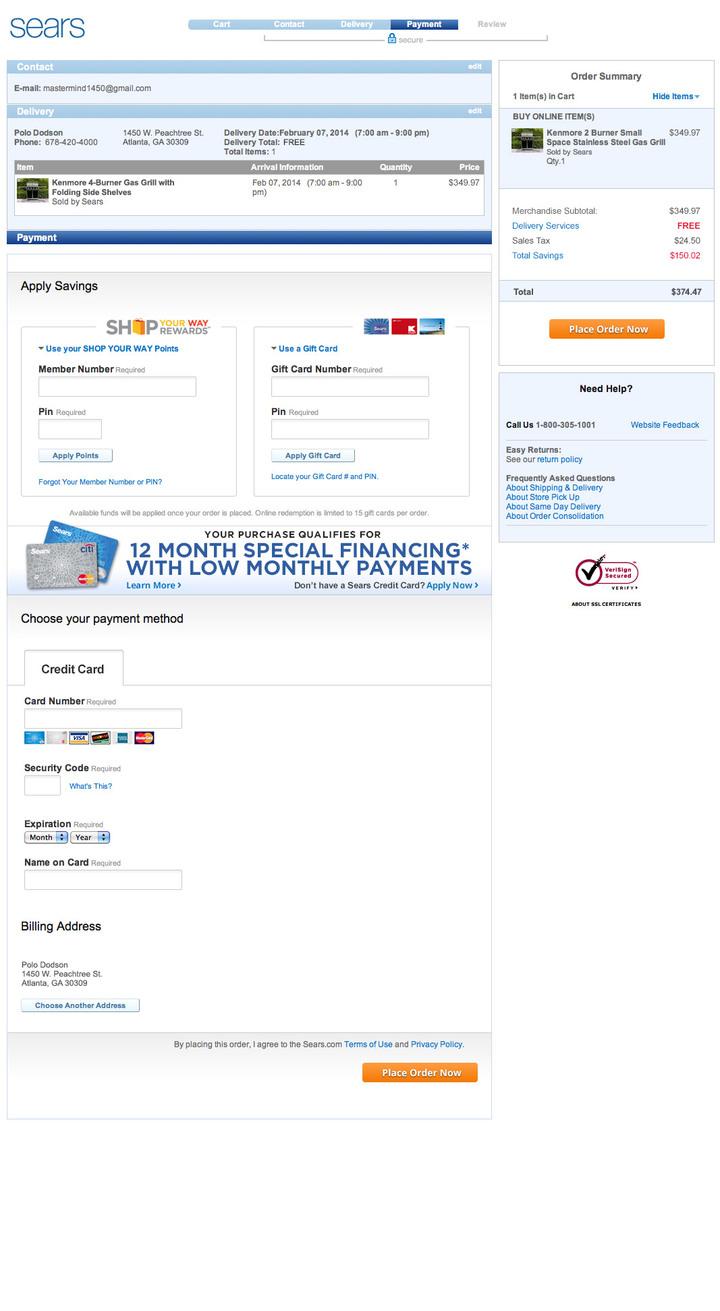 sears
Cart Contact Delivery Payment Review
secure
Contact edit
E-mail: mastermind1450@gmail.com
Delivery edit
Polo Dodson
Phone: 678-420-4000
1450 W. Peachtree St.
Atlanta, GA 30309
Delivery Date:February 07, 2014 (7:00 am - 9:00 pm)
Delivery Total: FREE
Total Items: 1
Item Arrival Information Quantity Price
Kenmore 4-Burner Gas Grill with
Folding Side Shelves
Sold by Sears
Feb 07, 2014 (7:00 am - 9:00
pm)
1
$349.97
Payment
Apply Savings
SHOP YOUR WAY
REWARDS
Use your SHOP YOUR WAY Points
Member Number Required
Pin Required
Apply Points
Forgot Your Member Number or PIN?
Sears
Use a Gift Card
Gift Card Number Required
Pin Required
Apply Gift Card
Locate your Gift Card # and PIN.
Available funds will be applied once your order is placed. Online redemption is limited to 15 gift cards per order.
Sears
Sears citi
MasterCard
YOUR PURCHASE QUALIFIES FOR
12 MONTH SPECIAL FINANCING*
WITH LOW MONTHLY PAYMENTS
Learn More › Don't have a Sears Credit Card? Apply Now ›
Choose your payment method
Credit Card
Card Number Required
VISA
MasterCard
Security Code Required
What's This?
Expiration Required
Month Year
Name on Card Required
Billing Address
Polo Dodson
1450 W. Peachtree St.
Atlanta, GA 30309
Choose Another Address
By placing this order, I agree to the Sears.com Terms of Use and Privacy Policy.
Place Order Now
Order Summary
1 Item(s) in Cart Hide Items
BUY ONLINE ITEM(S)
Kenmore 2 Burner Small $349.97
Space Stainless Steel Gas Grill
Sold by Sears
Qty.1
Merchandise Subtotal: $349.97
Delivery Services FREE
Sales Tax $24.50
Total Savings $150.02
Total $374.47
Place Order Now
Need Help?
Call Us 1-800-305-1001 Website Feedback
Easy Returns:
See our return policy
Frequently Asked Questions
About Shipping & Delivery
About Store Pick Up
About Same Day Delivery
About Order Consolidation
VeriSign
Secured
VERIFY
ABOUT SSL CERTIFICATES